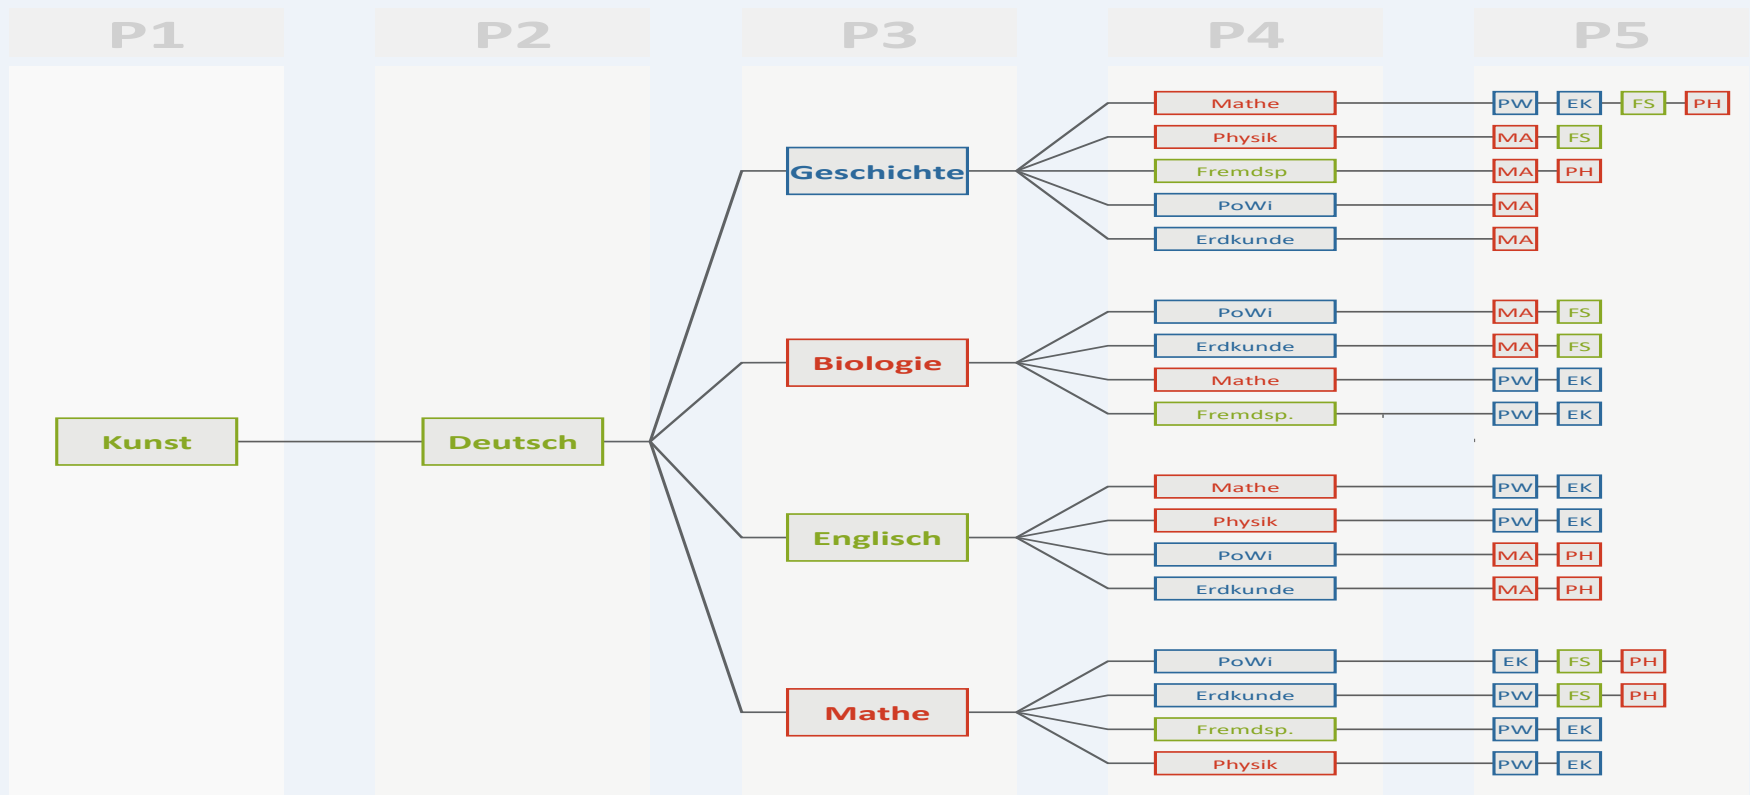 P1 P2 P3 P4 P5
Mathe PW EK FS PH
Physik MA FS
Geschichte Fremdsp MA PH
PoWi MA
Erdkunde MA
PoWi MA FS
Erdkunde MA FS
Biologie
Mathe PW EK
Fremdsp. PW EK
Kunst Deutsch
Mathe PW EK
Physik PW EK
Englisch
PoWi MA PH
Erdkunde MA PH
PoWi EK FS PH
Erdkunde PW FS PH
Mathe
Fremdsp. PW EK
Physik PW EK